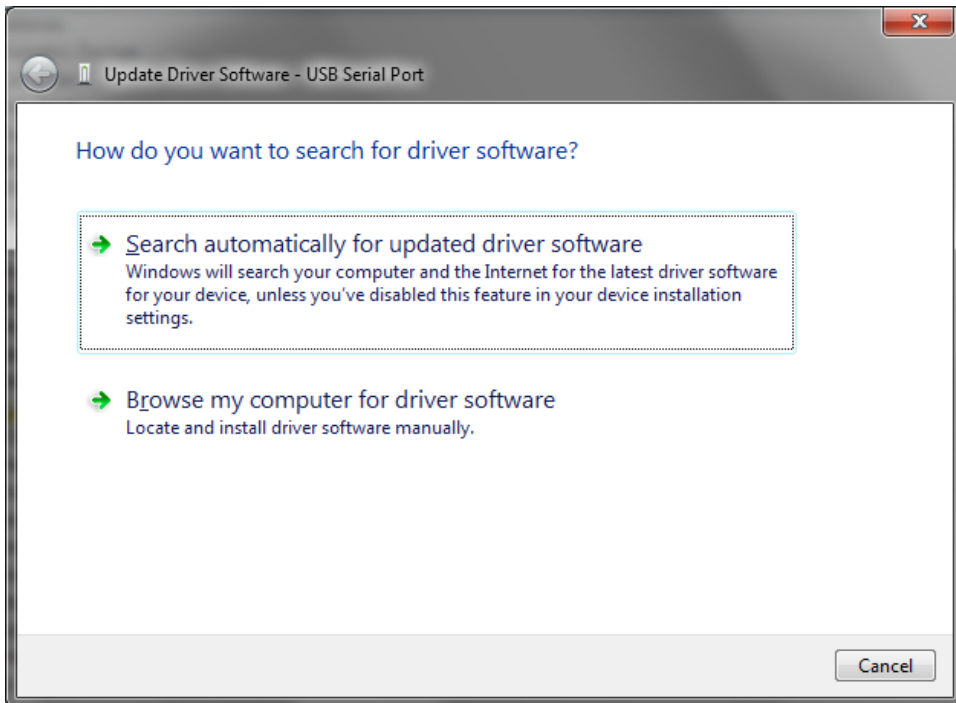 Update Driver Software - USB Serial Port
How do you want to search for driver software?
Search automatically for updated driver software
Windows will search your computer and the Internet for the latest driver software
for your device, unless you've disabled this feature in your device installation
settings.
Browse my computer for driver software
Locate and install driver software manually.
Cancel